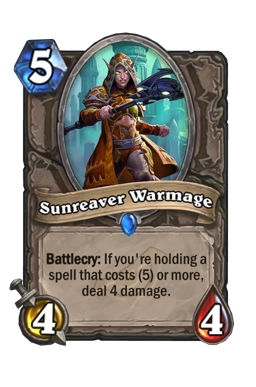 5
Sunreaver Warmage
Battlecry: If you're holding a
spell that costs (5) or more,
deal 4 damage.
4 4